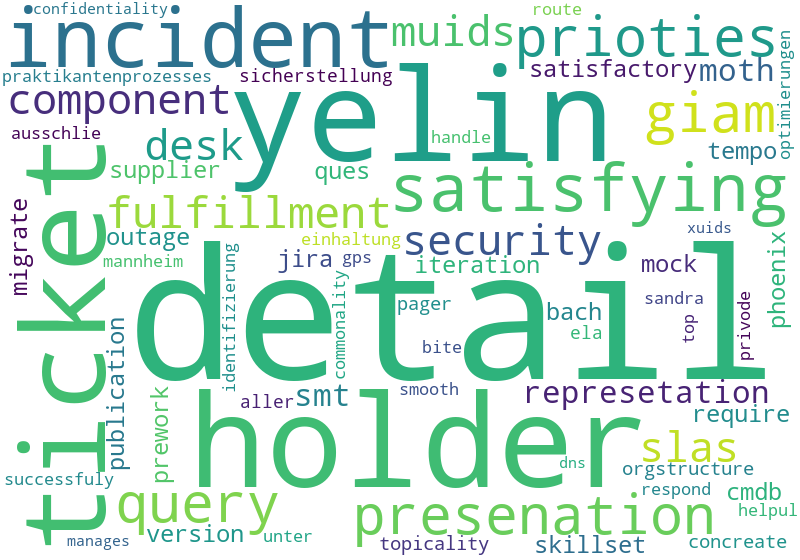 •confidentiality•
route
incident
muids
prioties
praktikantenprozesses
sicherstellung
satisfactory
moth
optimierungen
component
yelin
giam
ausschlie
desk
handle
tempo
supplier
ques
ticket
satisfying
migrate
fulfillment
outage
einhaltung
security
xuids
mannheim
identifizierung
jira
gps
iteration
mock
phoenix
detail
commonality
pager
bach
sandra
top
privode
ela
bite
publication
aller
smt
smooth
represetation
prework
holder
require
slas
successfuly
dns
orgstructure
query
presenation
respond
cmdb
helpul
version
unter
manages
topicality
skillset
concreate